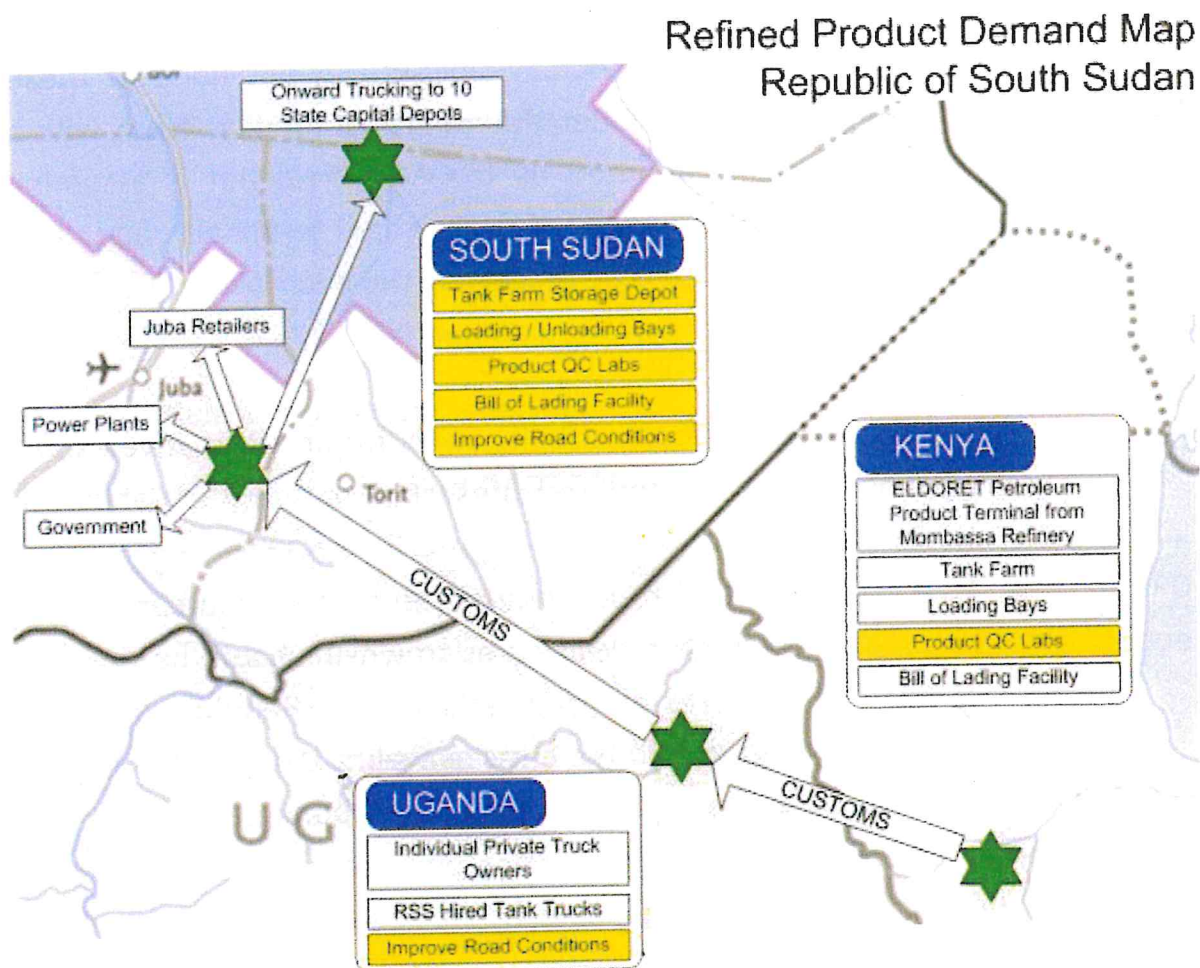 Refined Product Demand Map
Republic of South Sudan
Onward Trucking to 10
State Capital Depots
SOUTH SUDAN
Tank Farm Storage Depot
Loading / Unloading Bays
Product QC Labs
Bill of Lading Facility
Improve Road Conditions
Juba Retailers
Juba
Power Plants
Government
Torit
KENYA
ELDORET Petroleum
Product Terminal from
Mombassa Refinery
Tank Farm
Loading Bays
Product QC Labs
Bill of Lading Facility
CUSTOMS
CUSTOMS
U G
UGANDA
Individual Private Truck
Owners
RSS Hired Tank Trucks
Improve Road Conditions